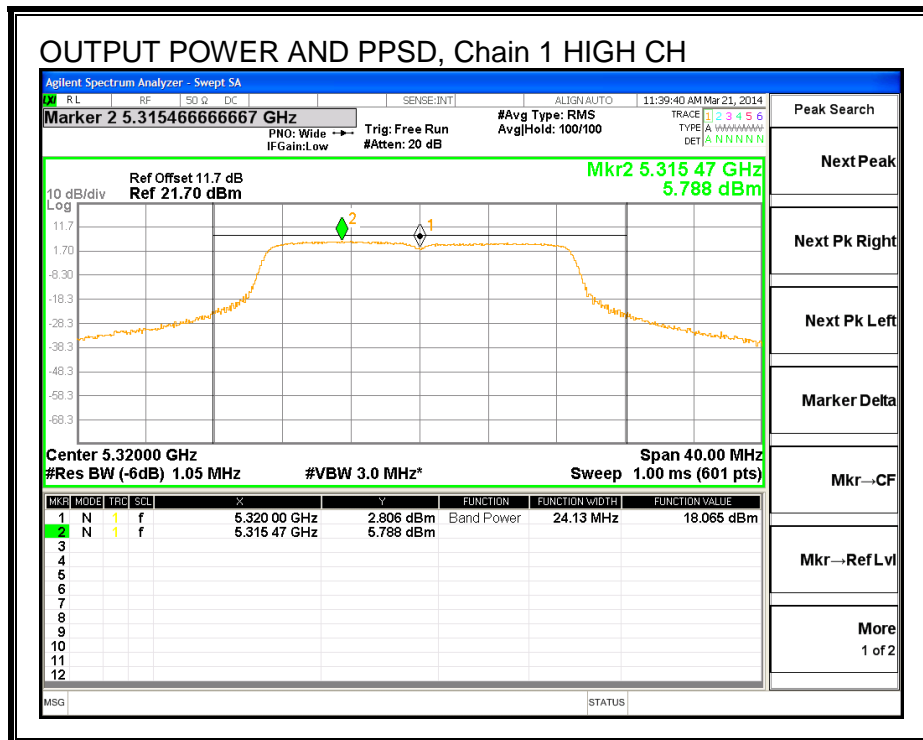 OUTPUT POWER AND PPSD, Chain 1 HIGH CH
Agilent Spectrum Analyzer - Swept SA
LXI RL RF 50 Ω DC SENSE:INT ALIGN AUTO 11:39:40 AM Mar 21, 2014
Marker 2 5.315466666667 GHz
PNO: Wide
IFGain:Low
Trig: Free Run
#Atten: 20 dB
#Avg Type: RMS
Avg|Hold: 100/100
TRACE 1 2 3 4 5 6
TYPE A WWWWWW
DET A N N N N N
Peak Search
Next Peak
Next Pk Right
Next Pk Left
Marker Delta
Mkr→CF
Mkr→Ref Lvl
More
1 of 2
Mkr2 5.315 47 GHz
5.788 dBm
Ref Offset 11.7 dB
10 dB/div Ref 21.70 dBm
Log
11.7
1.70
-8.30
-18.3
-28.3
-38.3
-48.3
-58.3
-68.3
2
1
Center 5.32000 GHz Span 40.00 MHz
#Res BW (-6dB) 1.05 MHz #VBW 3.0 MHz* Sweep 1.00 ms (601 pts)
MKR MODE TRC SCL X Y FUNCTION FUNCTION WIDTH FUNCTION VALUE
1 N 1 f 5.320 00 GHz 2.806 dBm Band Power 24.13 MHz 18.065 dBm
2 N 1 f 5.315 47 GHz 5.788 dBm
3
4
5
6
7
8
9
10
11
12
MSG STATUS